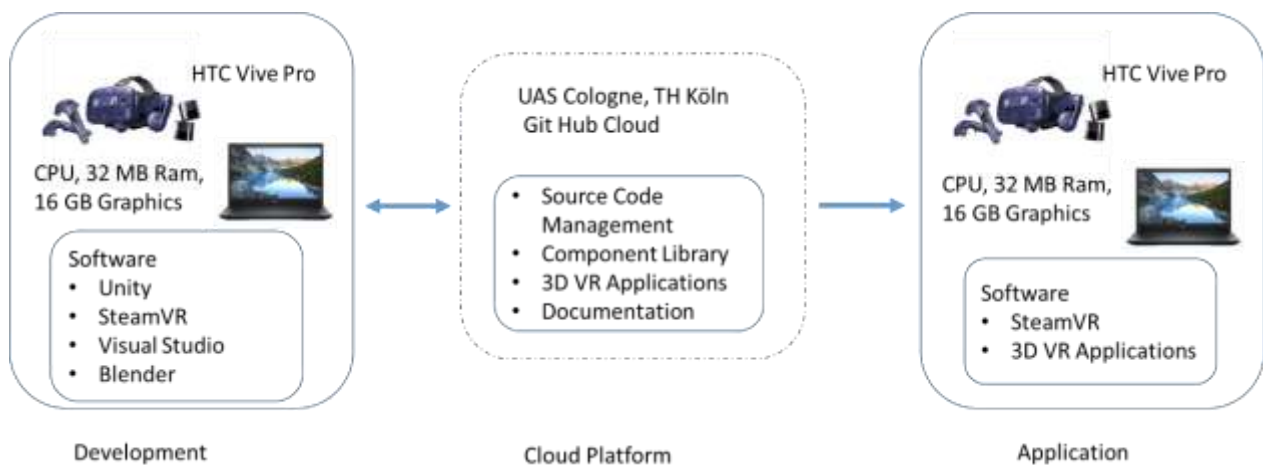 HTC Vive Pro
CPU, 32 MB Ram,
16 GB Graphics
Software
• Unity
• SteamVR
• Visual Studio
• Blender
Development
UAS Cologne, TH Köln
Git Hub Cloud
• Source Code
Management
• Component Library
• 3D VR Applications
• Documentation
Cloud Platform
HTC Vive Pro
CPU, 32 MB Ram,
16 GB Graphics
Software
• SteamVR
• 3D VR Applications
Application